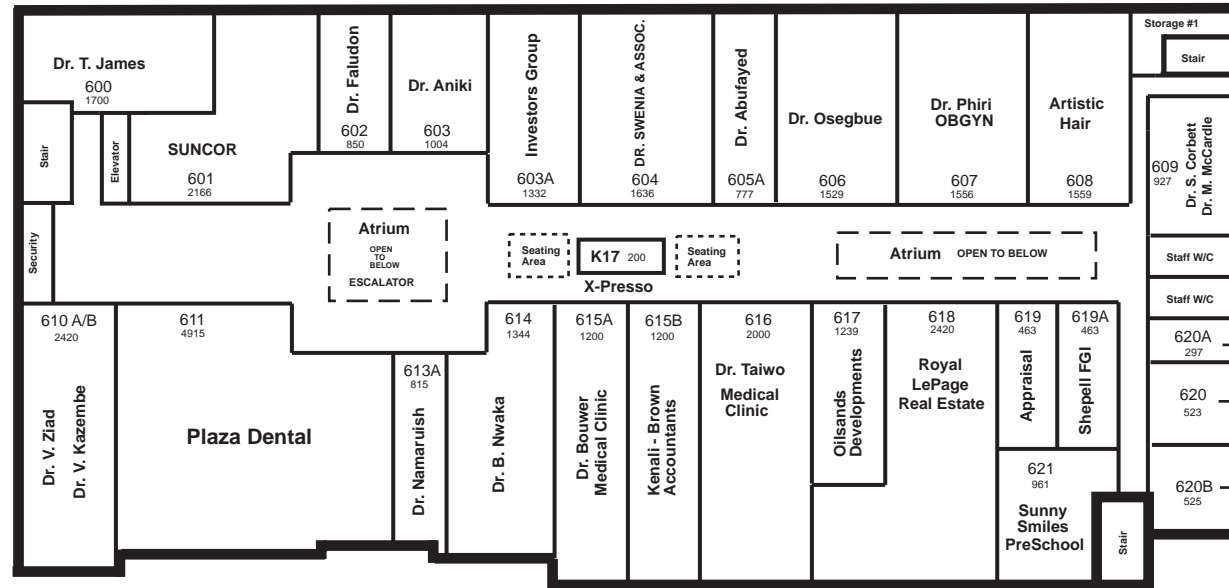 Dr. T. James
600
1700
Stair
Elevator
SUNCOR
601
2166
Dr. Faludon
602
850
Dr. Aniki
603
1004
Investors Group
603A
1332
DR. SWENIA & ASSOC.
604
1636
Dr. Abufayed
605A
777
Dr. Osegbue
606
1529
Dr. Phiri
OBGYN
607
1556
Artistic
Hair
608
1559
Storage #1
Stair
609
927
Dr. S. Corbett
Dr. M. McCardle
Security
Atrium
OPEN
TO
BELOW
ESCALATOR
Seating
Area
K17 200
X-Presso
Seating
Area
Atrium OPEN TO BELOW
Staff W/C
Staff W/C
610 A/B
2420
Dr. V. Ziad
Dr. V. Kazembe
611
4915
Plaza Dental
613A
815
Dr. Namaruish
614
1344
Dr. B. Nwaka
615A
1200
Dr. Bouwer
Medical Clinic
615B
1200
Kenali - Brown
Accountants
616
2000
Dr. Taiwo
Medical
Clinic
617
1239
Oilsands
Developments
618
2420
Royal
LePage
Real Estate
619
463
Appraisal
619A
463
Shepell FGI
621
961
Sunny
Smiles
PreSchool
Stair
620A
297
620
523
620B
525